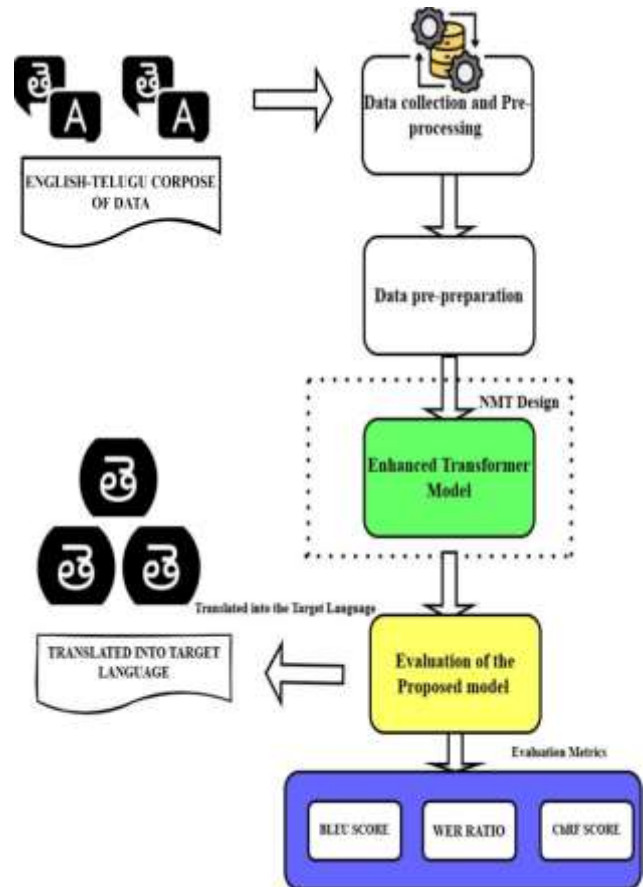 తె
A
తె
A
ENGLISH-TELUGU CORPOSE
OF DATA
Data collection and Pre-
processing
Data pre-preparation
NMT Design
Enhanced Transformer
Model
తె
తె
తె
Translated into the Target Language
TRANSLATED INTO TARGET
LANGUAGE
Evaluation of the
Proposed model
Evaluation Metrics
BLEU SCORE
WER RATIO
ChRF SCORE